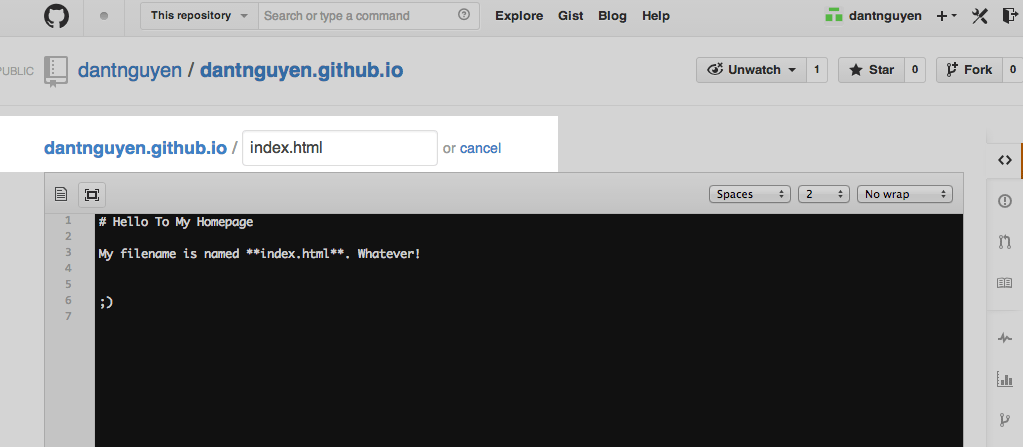 This repository Search or type a command Explore Gist Blog Help dantnguyen
PUBLIC dantnguyen / dantnguyen.github.io Unwatch 1 Star 0 Fork 0
dantnguyen.github.io / index.html or cancel
Spaces 2 No wrap
1 # Hello To My Homepage
2
3 My filename is named **index.html**. Whatever!
4
5
6 ;)
7